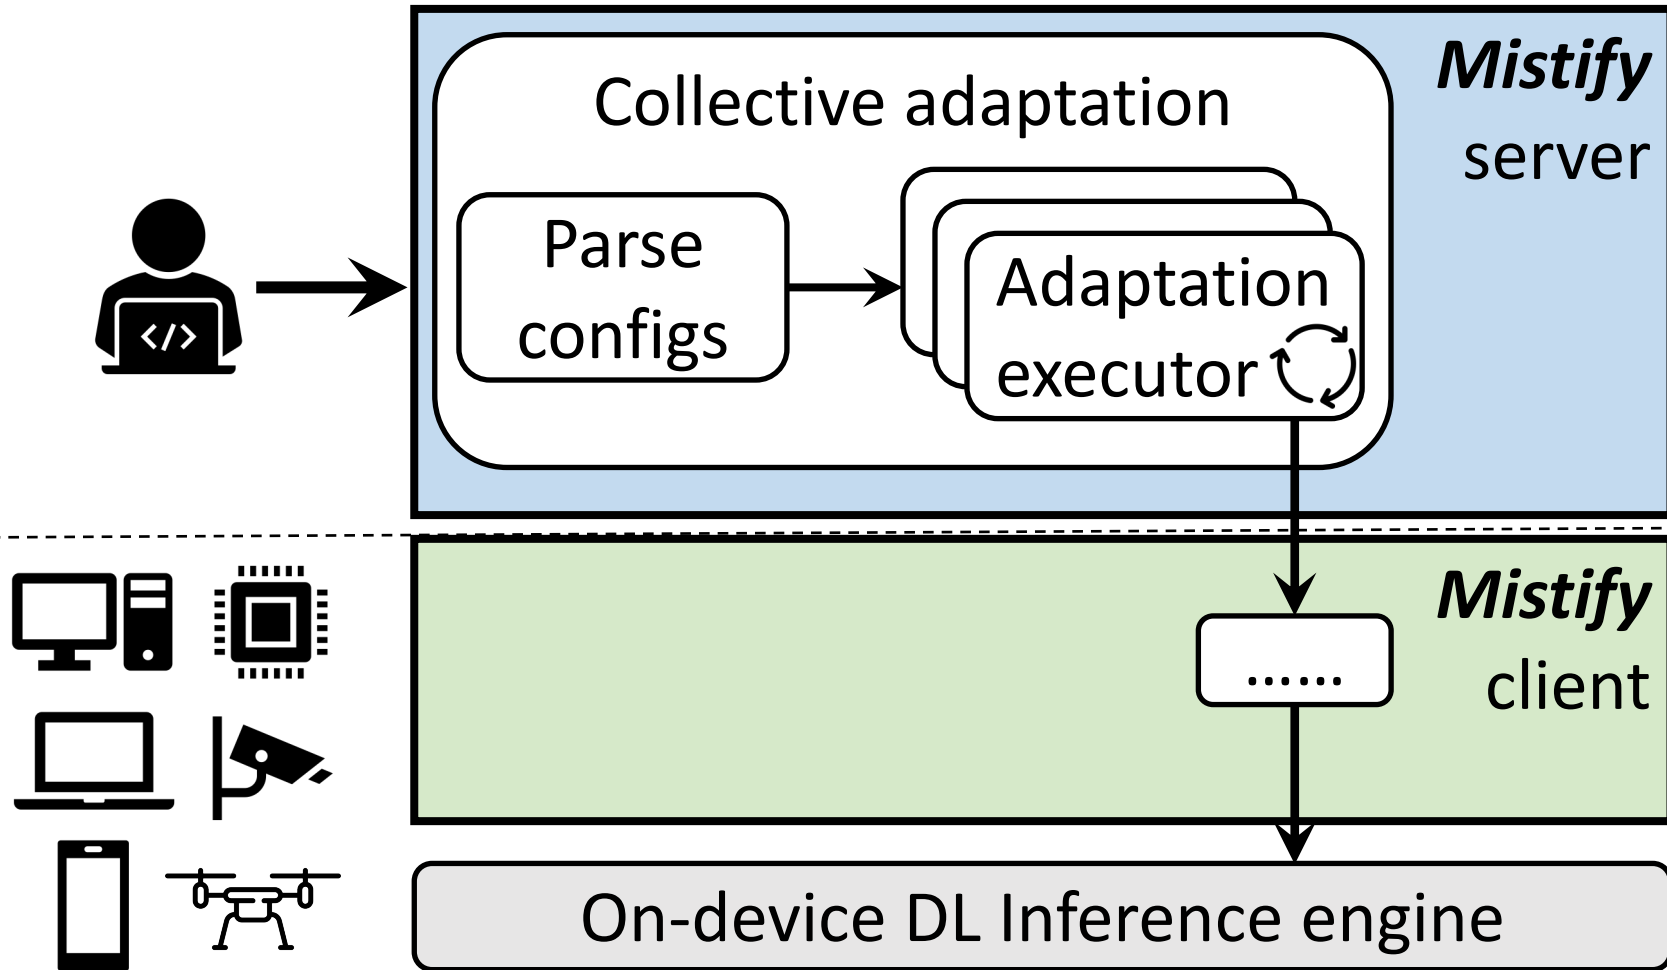 Mistify
server
Collective adaptation
Parse
configs
Adaptation
executor
</>
Mistify
client
......
On-device DL Inference engine